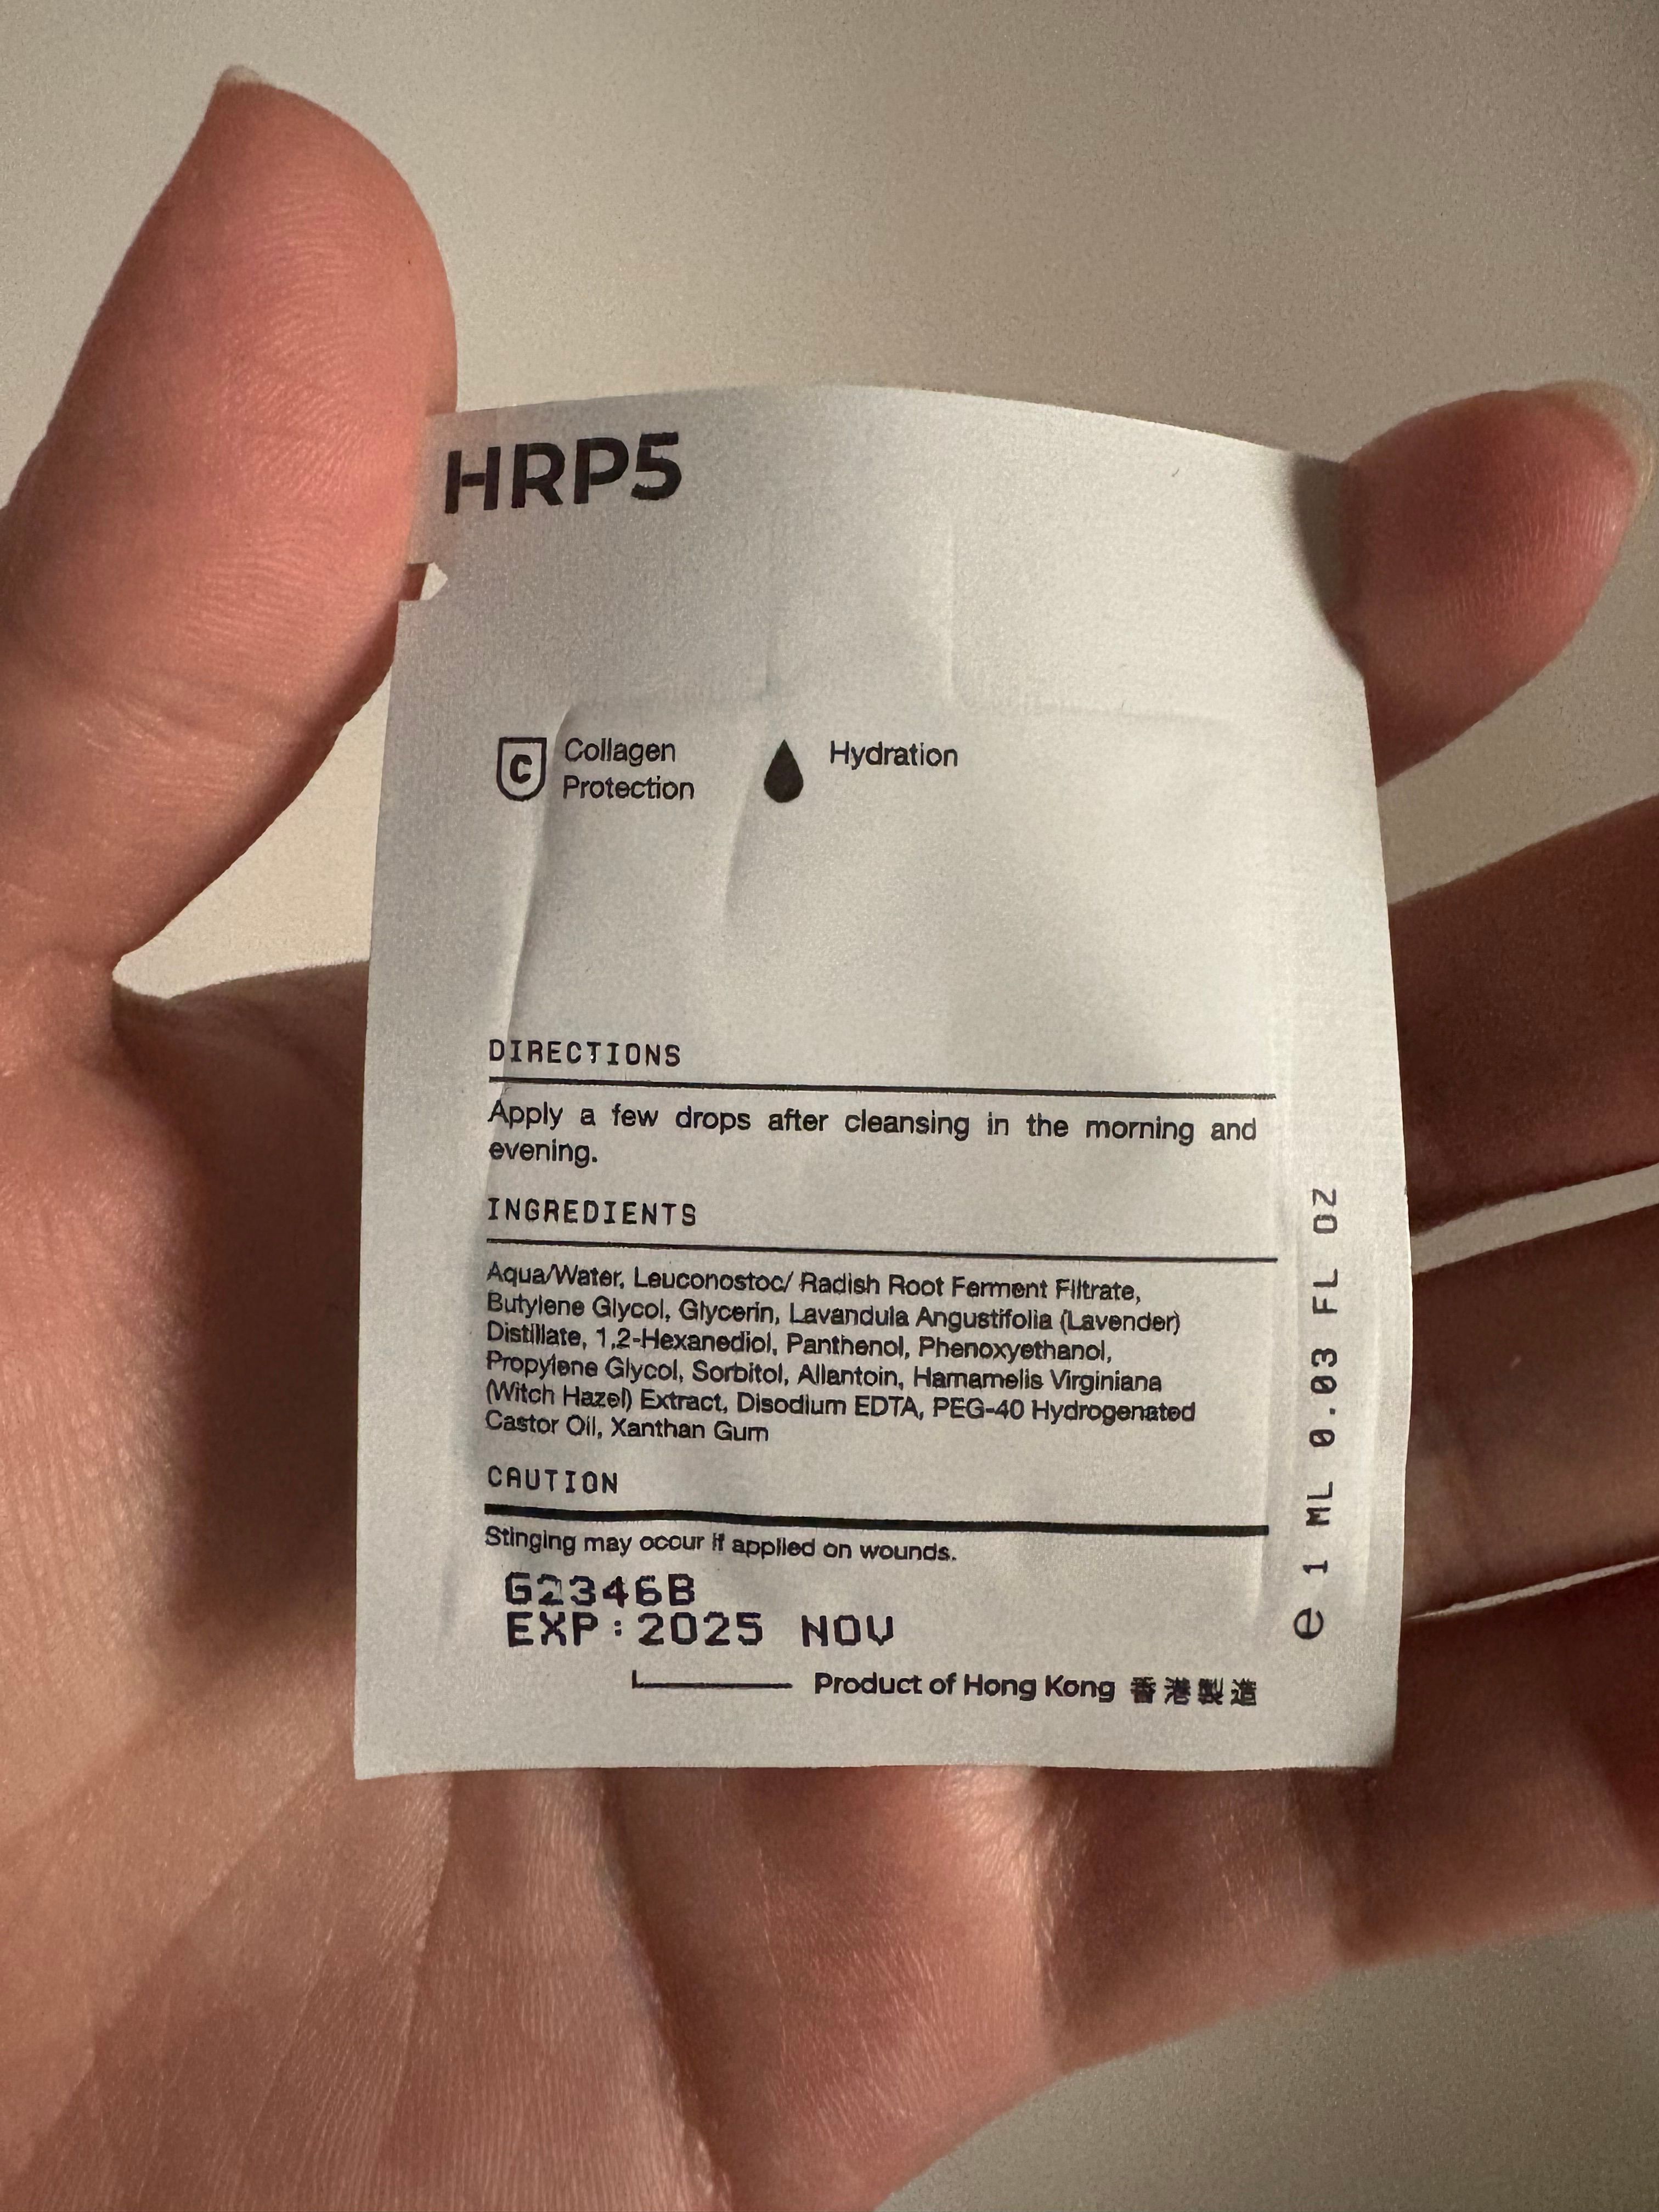 HRP5
Collagen
Protection
Hydration
DIRECTIONS
Apply a few drops after cleansing in the morning and
evening.
INGREDIENTS
Aqua/Water, Leuconostoc/ Radish Root Ferment Filtrate,
Butylene Glycol, Glycerin, Lavandula Angustifolia (Lavender)
Distillate, 1,2-Hexanediol, Panthenol, Phenoxyethanol,
Propylene Glycol, Sorbitol, Allantoin, Hamamelis Virginiana
(Witch Hazel) Extract, Disodium EDTA, PEG-40 Hydrogenated
Castor Oil, Xanthan Gum
CAUTION
Stinging may occur if applied on wounds.
G2346B
EXP:2025 NOV
Product of Hong Kong 香港製造
e 1 ML 0.03 FL OZ